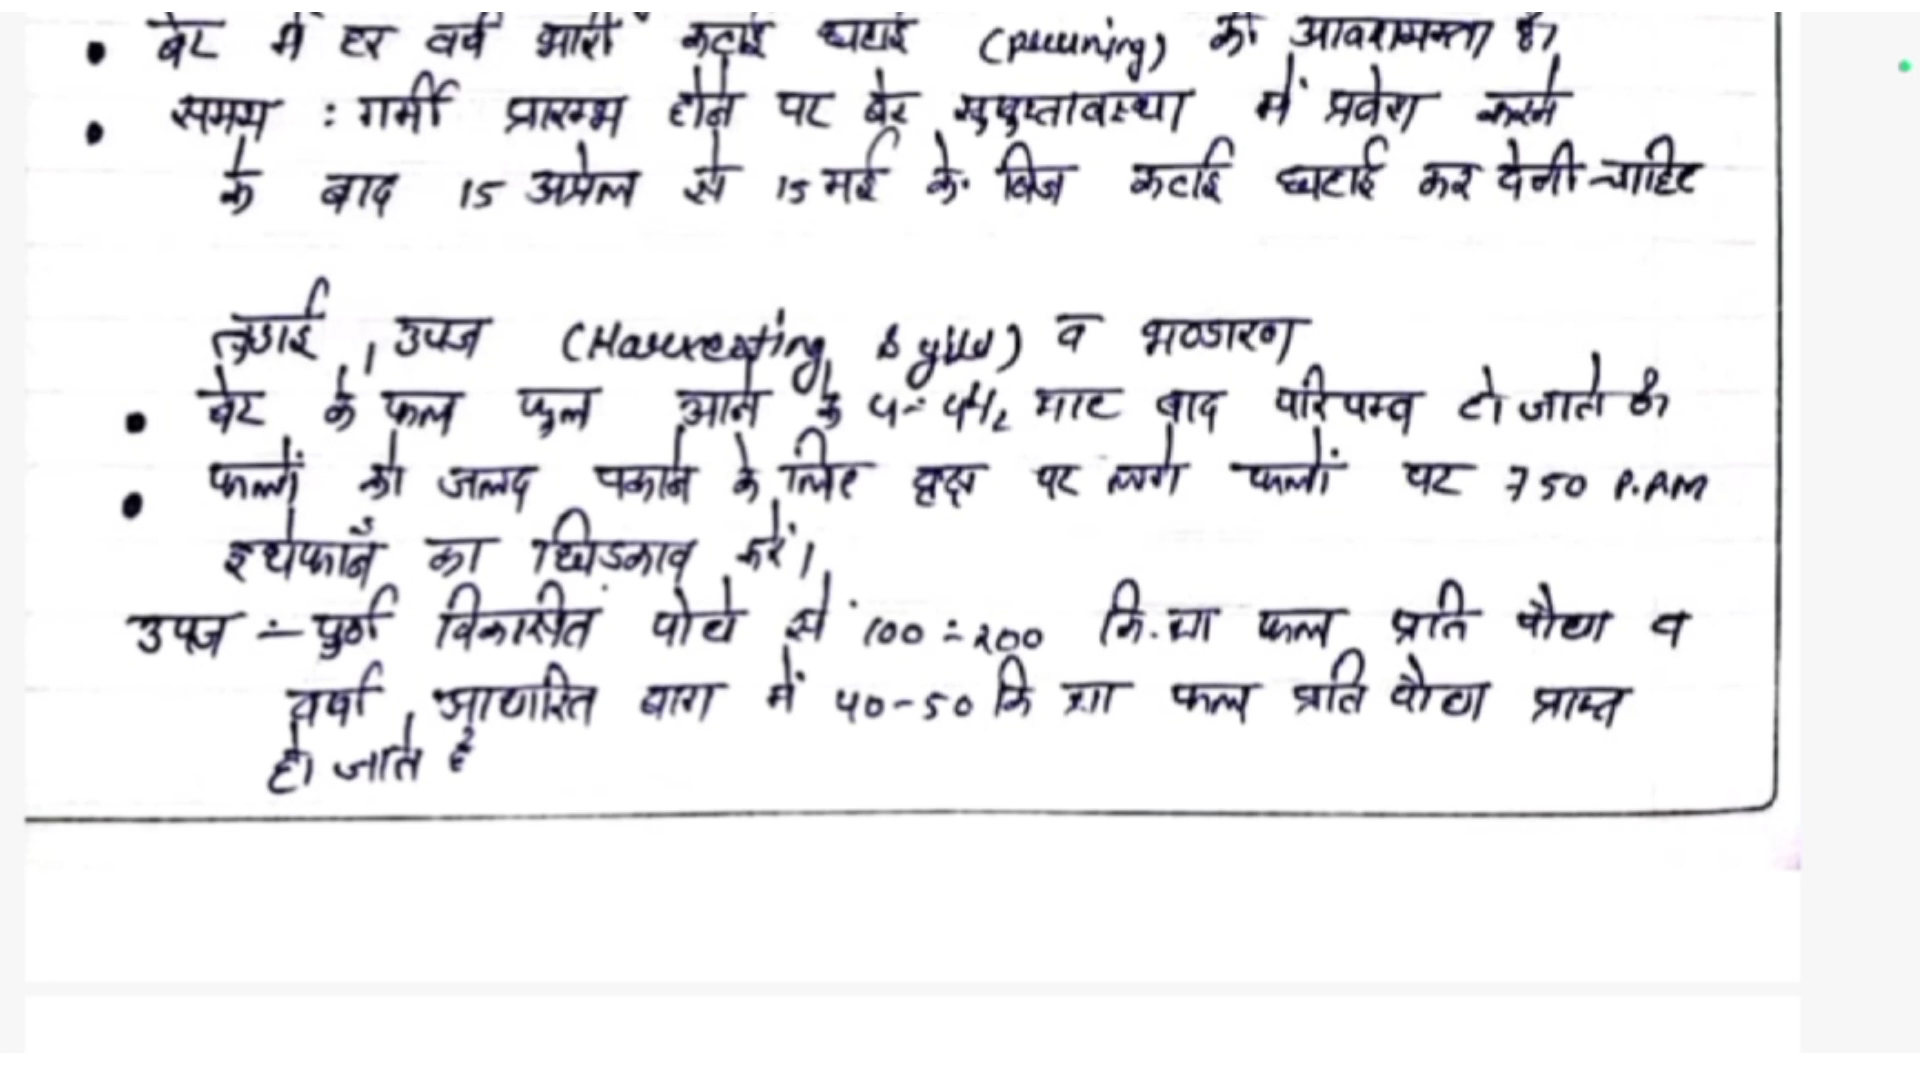 • बेर में हर वर्ष भारी कटाई छटाई (pruning) की आवश्यकता है।
• समय : गर्मी प्रारम्भ होने पर बेर सुषुप्तावस्था में प्रवेश करने
के बाद 15 अप्रेल से 15 मई के बिच कटाई छटाई कर देनी चाहिए
तुडाई, उपज (Harvesting & yild) व भण्डारण
• बेर के फल फुल आने के 4-4½ माह बाद परिपक्व हो जाते है।
• फलों को जल्द पकाने के लिए वृक्ष पर लगे फलों पर 750 P.P.M
इथेफॉन का छिडकाव करें।
उपज :- पुर्ण विकासित पोधे से 100-200 कि.ग्रा फल प्रति पौधा व
वर्षा आधारित बाग में 40-50 कि ग्रा फल प्रति पौधा प्राप्त
हो जाते है